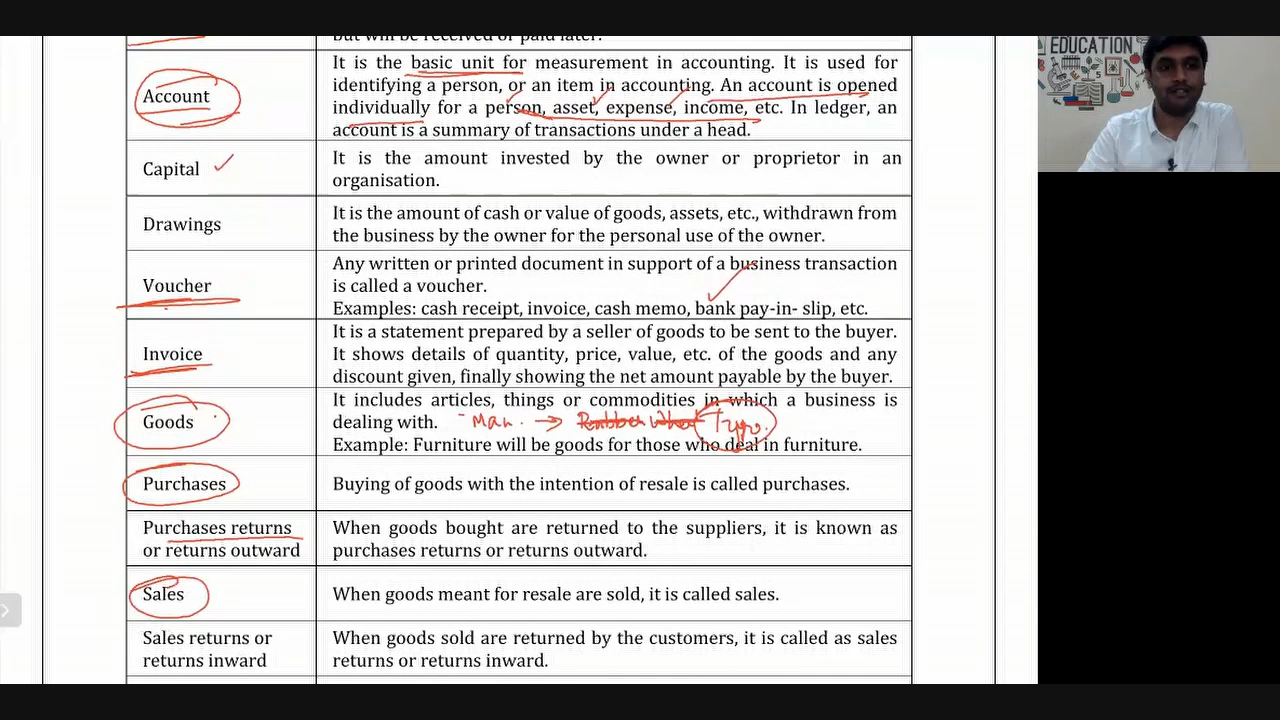 but will be received or paid later.
EDUCATION
Account
It is the basic unit for measurement in accounting. It is used for
identifying a person, or an item in accounting. An account is opened
individually for a person, asset, expense, income, etc. In ledger, an
account is a summary of transactions under a head.
Capital
It is the amount invested by the owner or proprietor in an
organisation.
Drawings
It is the amount of cash or value of goods, assets, etc., withdrawn from
the business by the owner for the personal use of the owner.
Voucher
Any written or printed document in support of a business transaction
is called a voucher.
Examples: cash receipt, invoice, cash memo, bank pay-in- slip, etc.
Invoice
It is a statement prepared by a seller of goods to be sent to the buyer.
It shows details of quantity, price, value, etc. of the goods and any
discount given, finally showing the net amount payable by the buyer.
Goods
It includes articles, things or commodities in which a business is
dealing with.
Man.
Example: Furniture will be goods for those who deal in furniture.
Purchases
Buying of goods with the intention of resale is called purchases.
Purchases returns
or returns outward
When goods bought are returned to the suppliers, it is known as
purchases returns or returns outward.
Sales
When goods meant for resale are sold, it is called sales.
Sales returns or
returns inward
When goods sold are returned by the customers, it is called as sales
returns or returns inward.